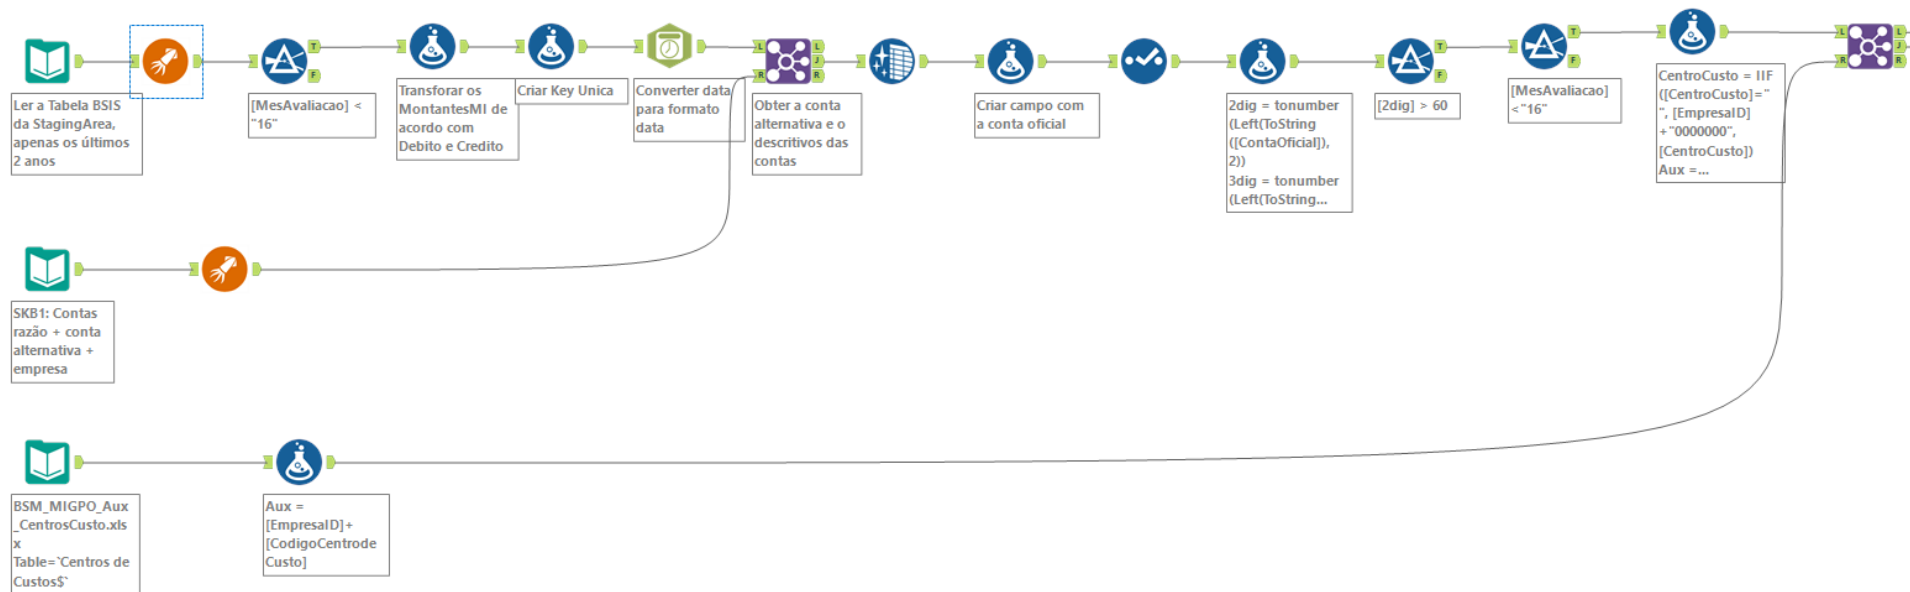 Ler a Tabela BSIS
da StagingArea,
apenas os últimos
2 anos
[MesAvaliacao] <
"16"
T
F
Transforar os
MontantesMI de
acordo com
Debito e Credito
Criar Key Unica
Converter data
para formato
data
L
R
L
J
R
Obter a conta
alternativa e o
descritivos das
contas
Criar campo com
a conta oficial
2dig = tonumber
(Left(ToString
([ContaOficial]),
2))
3dig = tonumber
(Left(ToString...
T
F
[2dig] > 60
T
F
[MesAvaliacao]
<"16"
CentroCusto = IIF
([CentroCusto]="
", [EmpresaID]
+"0000000",
[CentroCusto])
Aux =...
L
R
L
J
R
SKB1: Contas
razão + conta
alternativa +
empresa
BSM_MIGPO_Aux
_CentrosCusto.xls
x
Table=`Centros de
Custos$`
Aux =
[EmpresaID]+
[CodigoCentrode
Custo]